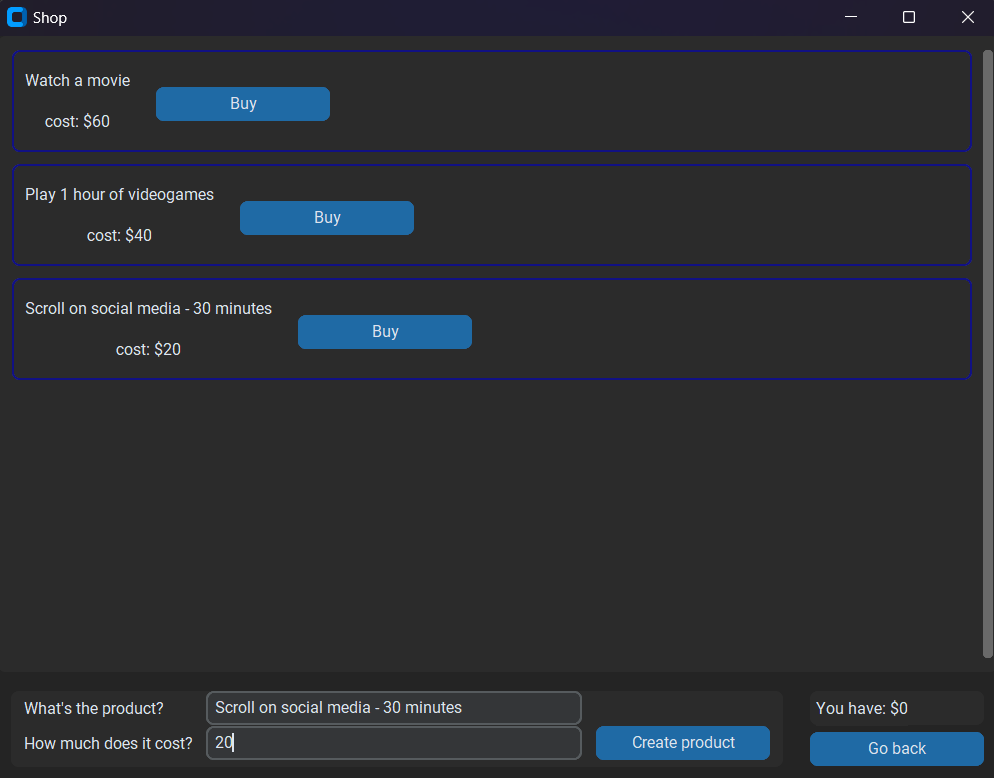 Shop
Watch a movie
Buy
cost: $60
Play 1 hour of videogames
Buy
cost: $40
Scroll on social media - 30 minutes
Buy
cost: $20
What's the product?
Scroll on social media - 30 minutes
You have: $0
How much does it cost?
20
Create product
Go back